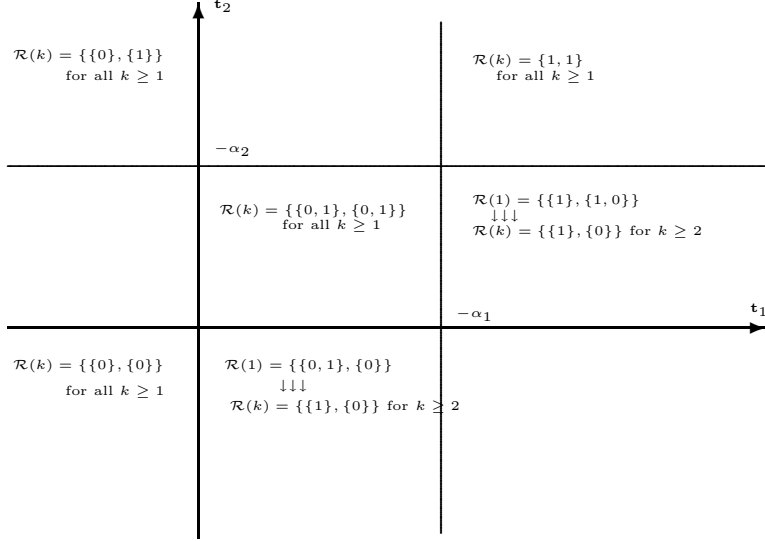 t₂
ℛ(k) = {{0}, {1}}
for all k ≥ 1
ℛ(k) = {1, 1}
for all k ≥ 1
−α₂
ℛ(k) = {{0, 1}, {0, 1}}
for all k ≥ 1
ℛ(1) = {{1}, {1, 0}}
↓↓↓
ℛ(k) = {{1}, {0}} for k ≥ 2
−α₁
t₁
ℛ(k) = {{0}, {0}}
for all k ≥ 1
ℛ(1) = {{0, 1}, {0}}
↓↓↓
ℛ(k) = {{1}, {0}} for k ≥ 2